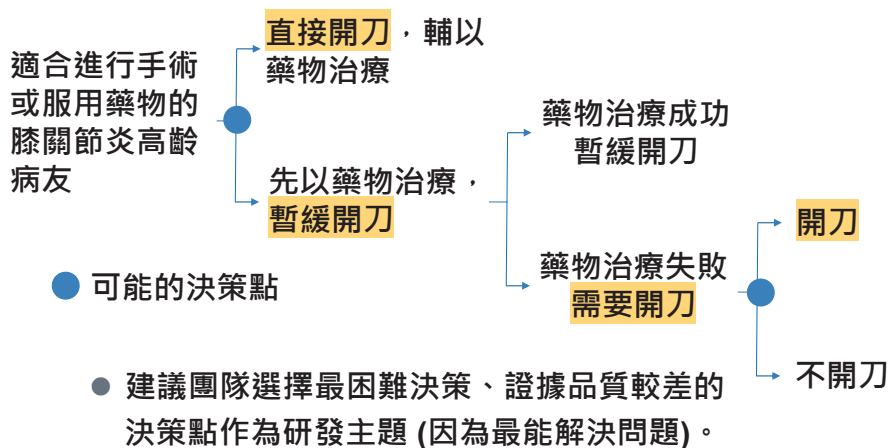 適合進行手術
或服用藥物的
膝關節炎高齡
病友
直接開刀，輔以
藥物治療
先以藥物治療，
暫緩開刀
藥物治療成功
暫緩開刀
藥物治療失敗
需要開刀
開刀
不開刀
可能的決策點
建議團隊選擇最困難決策、證據品質較差的
決策點作為研發主題 (因為最能解決問題)。